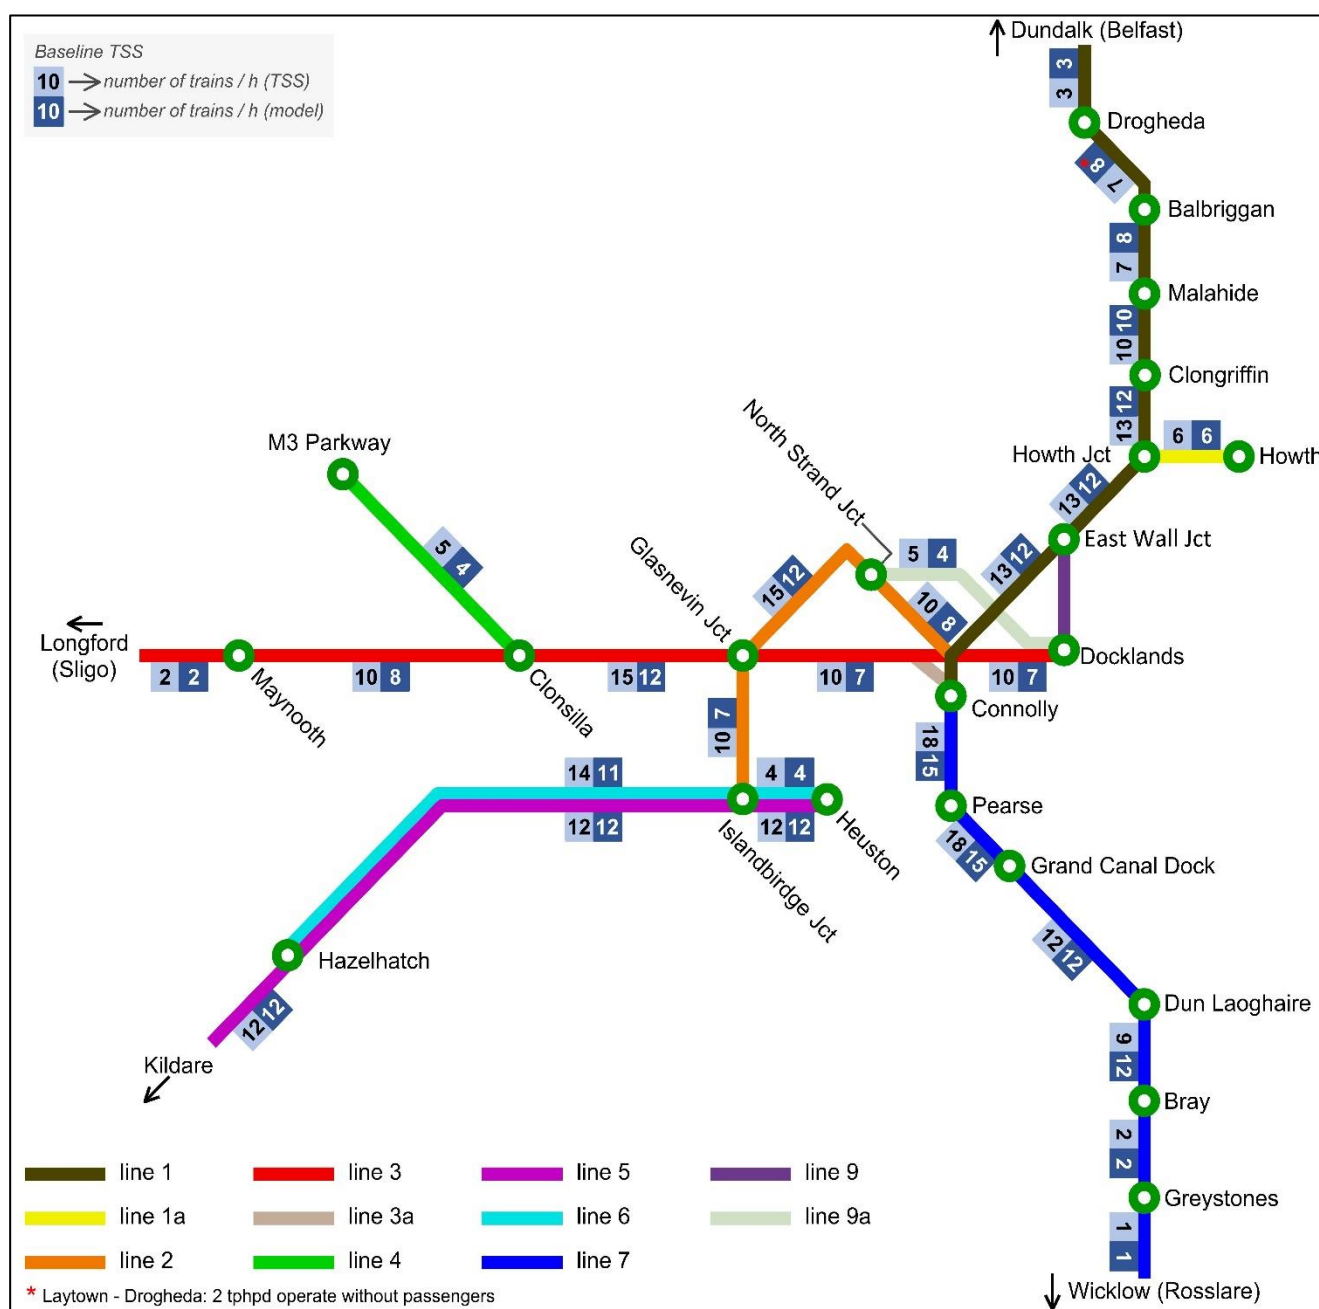 Baseline TSS
10 number of trains / h (TSS)
10 number of trains / h (model)
Dundalk (Belfast)
3 3
Drogheda
* 8 7
Balbriggan
8 7
Malahide
10 10
Clongriffin
13 12
Howth Jct
6 6
Howth
13 12
East Wall Jct
North Strand Jct
5 4
13 12
M3 Parkway
5 4
Glasnevin Jct
15 12
10 8
Longford
(Sligo)
2 2
Maynooth
10 8
Clonsilla
15 12
10 7
10 7
Docklands
Connolly
10 7
18 15
14 11
4 4
12 12
12 12
Heuston
Islandbirdge Jct
Pearse
18 15
Grand Canal Dock
12 12
Hazelhatch
12 12
Kildare
Dun Laoghaire
9 12
Bray
2 2
Greystones
1 1
Wicklow (Rosslare)
line 1 line 3 line 5 line 9
line 1a line 3a line 6 line 9a
line 2 line 4 line 7
* Laytown - Drogheda: 2 tphpd operate without passengers